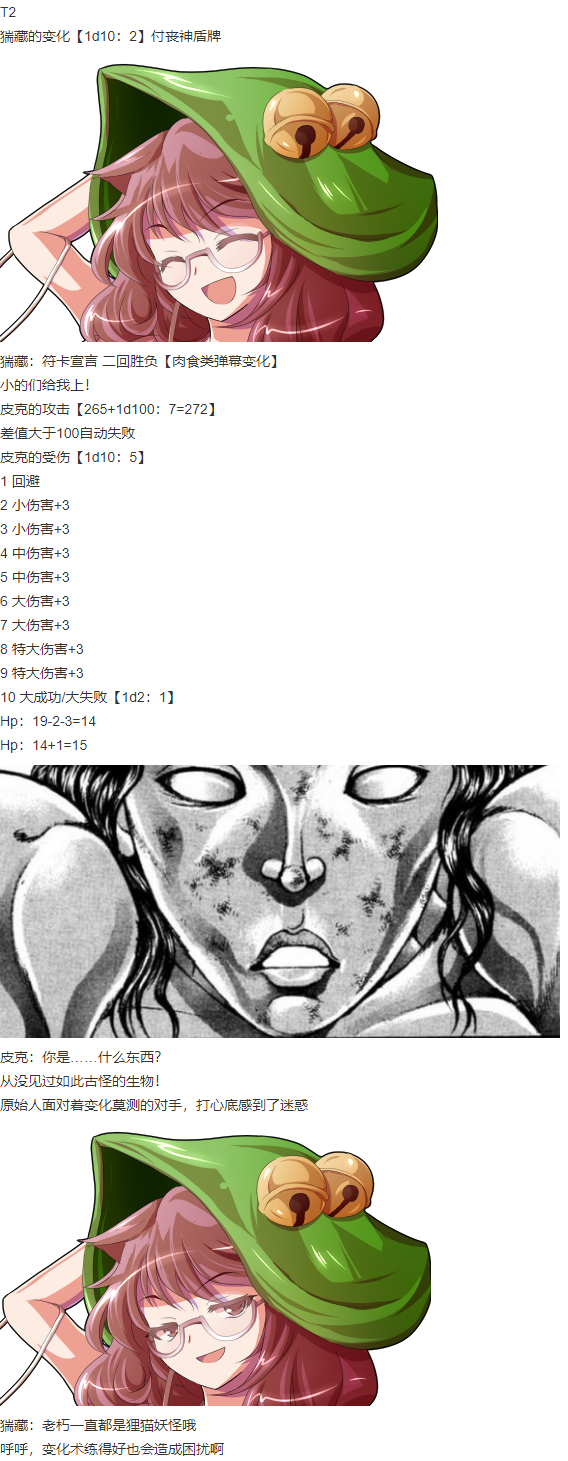 T2
猯藏的变化【1d10：2】付丧神盾牌
猯藏：符卡宣言 二回胜负【肉食类弹幕变化】
小的们给我上！
皮克的攻击【265+1d100：7=272】
差值大于100自动失败
皮克的受伤【1d10：5】
1 回避
2 小伤害+3
3 小伤害+3
4 中伤害+3
5 中伤害+3
6 大伤害+3
7 大伤害+3
8 特大伤害+3
9 特大伤害+3
10 大成功/大失败【1d2：1】
Hp：19-2-3=14
Hp：14+1=15
皮克：你是……什么东西？
从没见过如此古怪的生物！
原始人面对着变化莫测的对手，打心底感到了迷惑
猯藏：老朽一直都是狸猫妖怪哦
呼呼，变化术练得好也会造成困扰啊